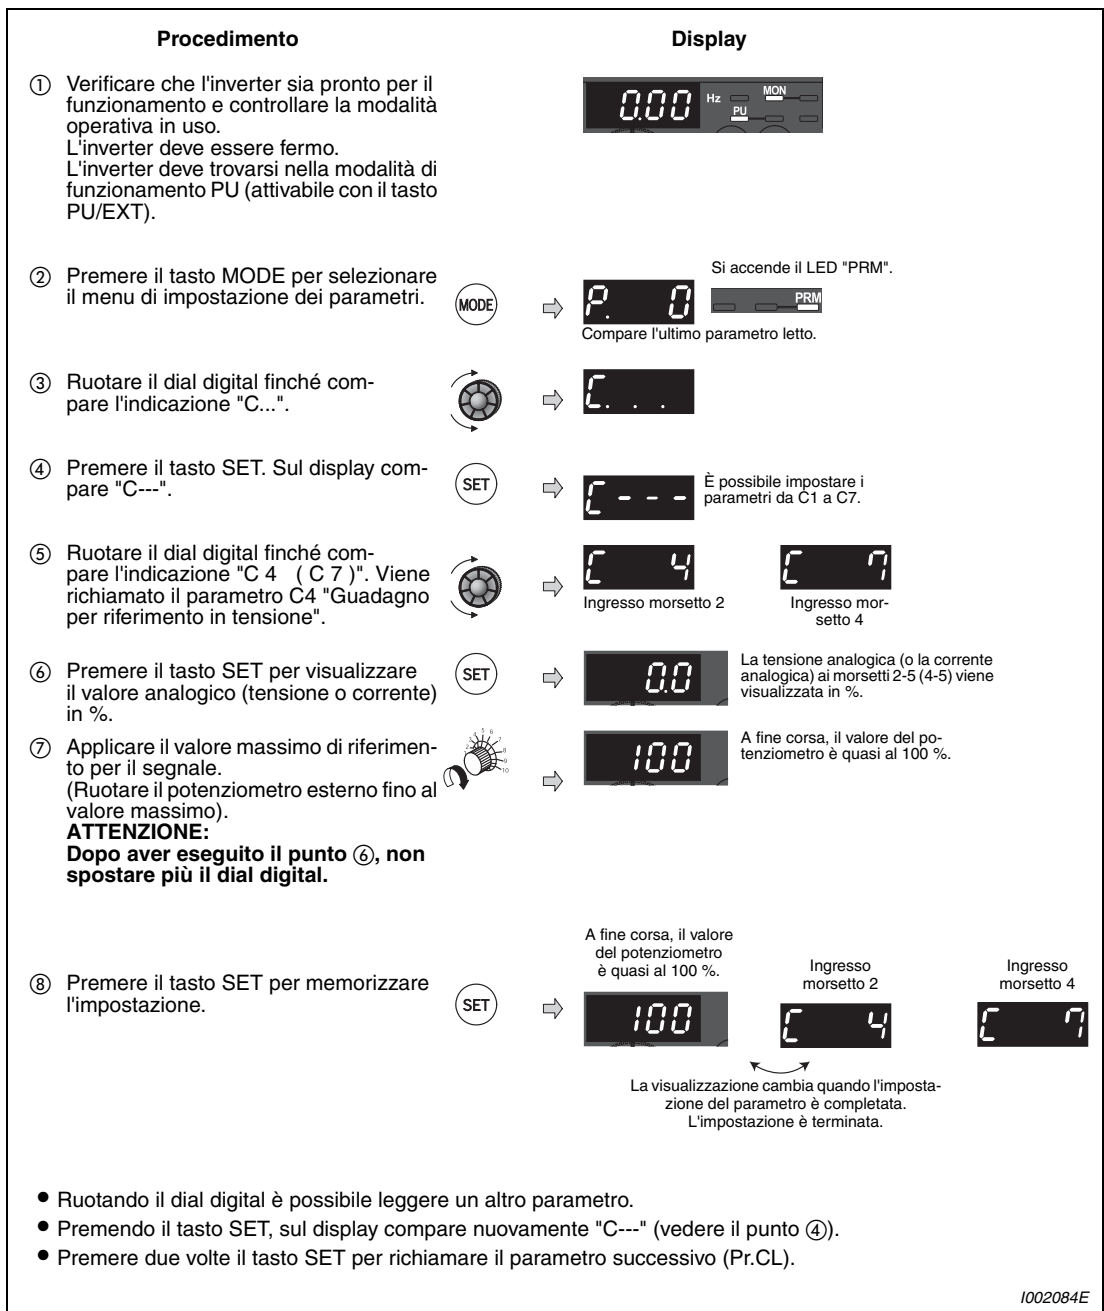 Procedimento
Display
① Verificare che l'inverter sia pronto per il
funzionamento e controllare la modalità
operativa in uso.
L'inverter deve essere fermo.
L'inverter deve trovarsi nella modalità di
funzionamento PU (attivabile con il tasto
PU/EXT).
0.00 Hz MON
PU
② Premere il tasto MODE per selezionare
il menu di impostazione dei parametri.
MODE
Si accende il LED "PRM".
P. 0
PRM
Compare l'ultimo parametro letto.
③ Ruotare il dial digital finché com-
pare l'indicazione "C...".
C. . .
④ Premere il tasto SET. Sul display com-
pare "C---".
SET
C - - -
È possibile impostare i
parametri da C1 a C7.
⑤ Ruotare il dial digital finché com-
pare l'indicazione "C 4 ( C 7 )". Viene
richiamato il parametro C4 "Guadagno
per riferimento in tensione".
C 4
Ingresso morsetto 2
C 7
Ingresso mor-
setto 4
⑥ Premere il tasto SET per visualizzare
il valore analogico (tensione o corrente)
in %.
SET
0.0
La tensione analogica (o la corrente
analogica) ai morsetti 2-5 (4-5) viene
visualizzata in %.
⑦ Applicare il valore massimo di riferimen-
to per il segnale.
(Ruotare il potenziometro esterno fino al
valore massimo).
ATTENZIONE:
Dopo aver eseguito il punto ⑥, non
spostare più il dial digital.
100
A fine corsa, il valore del po-
tenziometro è quasi al 100 %.
⑧ Premere il tasto SET per memorizzare
l'impostazione.
SET
A fine corsa, il valore
del potenziometro
è quasi al 100 %.
100
Ingresso
morsetto 2
C 4
Ingresso
morsetto 4
C 7
La visualizzazione cambia quando l'imposta-
zione del parametro è completata.
L'impostazione è terminata.
● Ruotando il dial digital è possibile leggere un altro parametro.
● Premendo il tasto SET, sul display compare nuovamente "C---" (vedere il punto ④).
● Premere due volte il tasto SET per richiamare il parametro successivo (Pr.CL).
I002084E